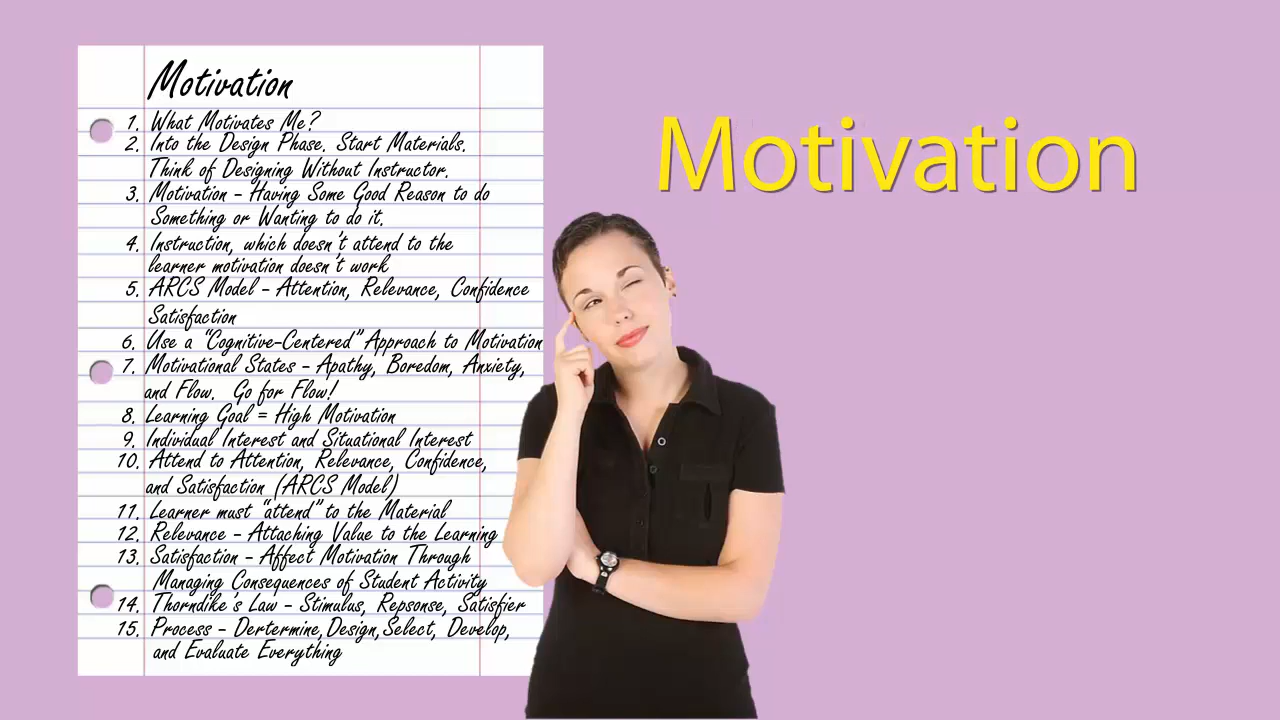 Motivation
1. What Motivates Me?
2. Into the Design Phase. Start Materials.
Think of Designing Without Instructor.
3. Motivation - Having Some Good Reason to do
Something or Wanting to do it.
4. Instruction, which doesn't attend to the
learner motivation doesn't work
5. ARCS Model - Attention, Relevance, Confidence
Satisfaction
6. Use a "Cognitive-Centered" Approach to Motivation
7. Motivational States - Apathy, Boredom, Anxiety,
and Flow. Go for Flow!
8. Learning Goal = High Motivation
9. Individual Interest and Situational Interest
10. Attend to Attention, Relevance, Confidence,
and Satisfaction (ARCS Model)
11. Learner must "attend" to the Material
12. Relevance - Attaching Value to the Learning
13. Satisfaction - Affect Motivation Through
Managing Consequences of Student Activity
14. Thorndike's Law - Stimulus, Repsonse, Satisfier
15. Process - Dertermine,Design,Select, Develop,
and Evaluate Everything
Motivation